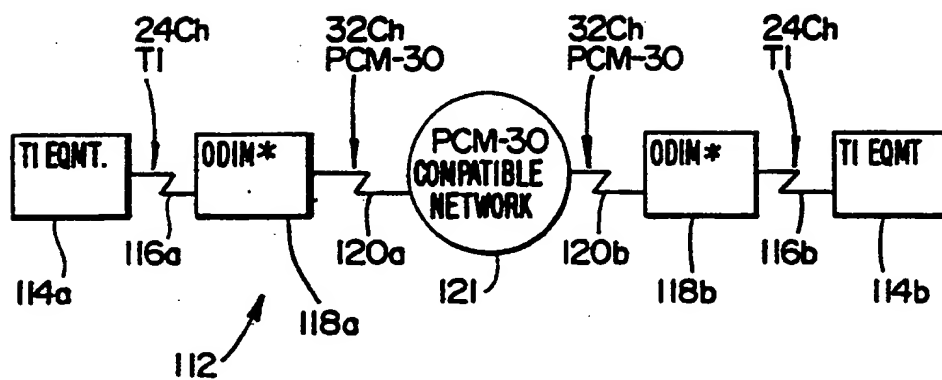 24Ch
T1
32Ch
PCM-30
32Ch
PCM-30
24Ch
T1
T1 EQMT.
ODIM*
PCM-30
COMPATIBLE
NETWORK
ODIM*
T1 EQMT
116a
120a
120b
116b
114a
118a
121
118b
114b
112